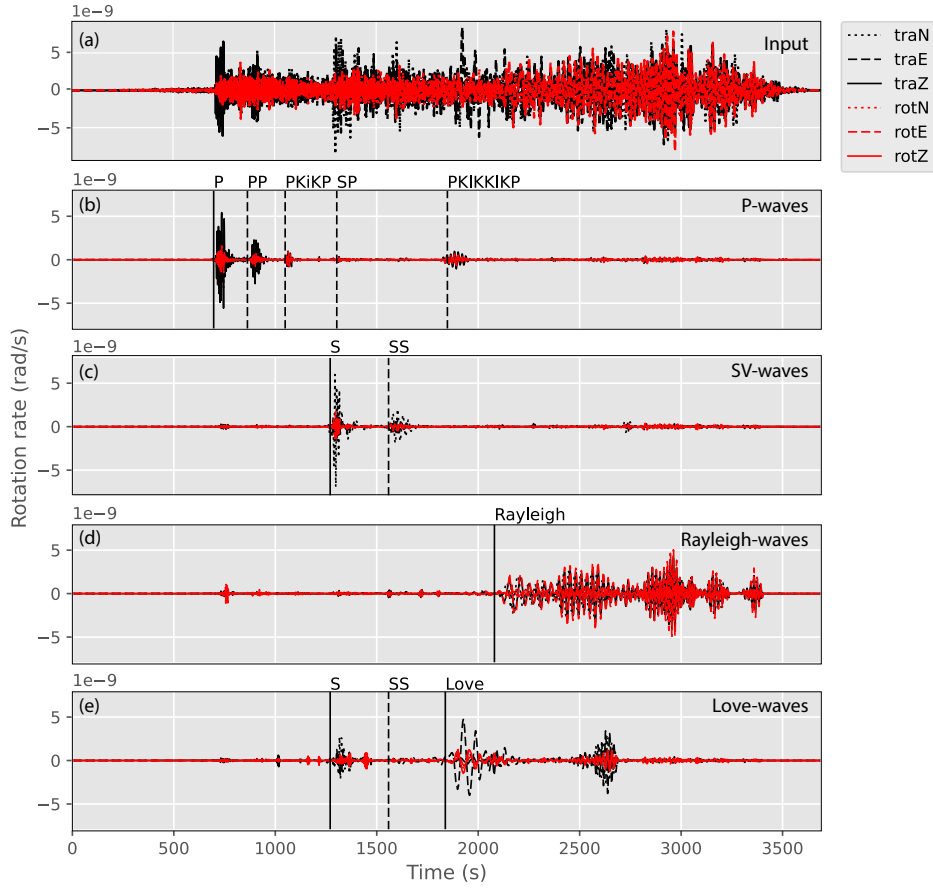 1e−9
(a)
Input
5
0
−5
traN
traE
traZ
rotN
rotE
rotZ
1e−9
P PP PKiKP SP PKIKKIKP
(b)
P-waves
5
0
−5
1e−9
S SS
(c)
SV-waves
5
0
−5
1e−9
Rayleigh
(d)
Rayleigh-waves
5
0
−5
1e−9
S SS Love
(e)
Love-waves
5
0
−5
0 500 1000 1500 2000 2500 3000 3500
Time (s)
Rotation rate (rad/s)